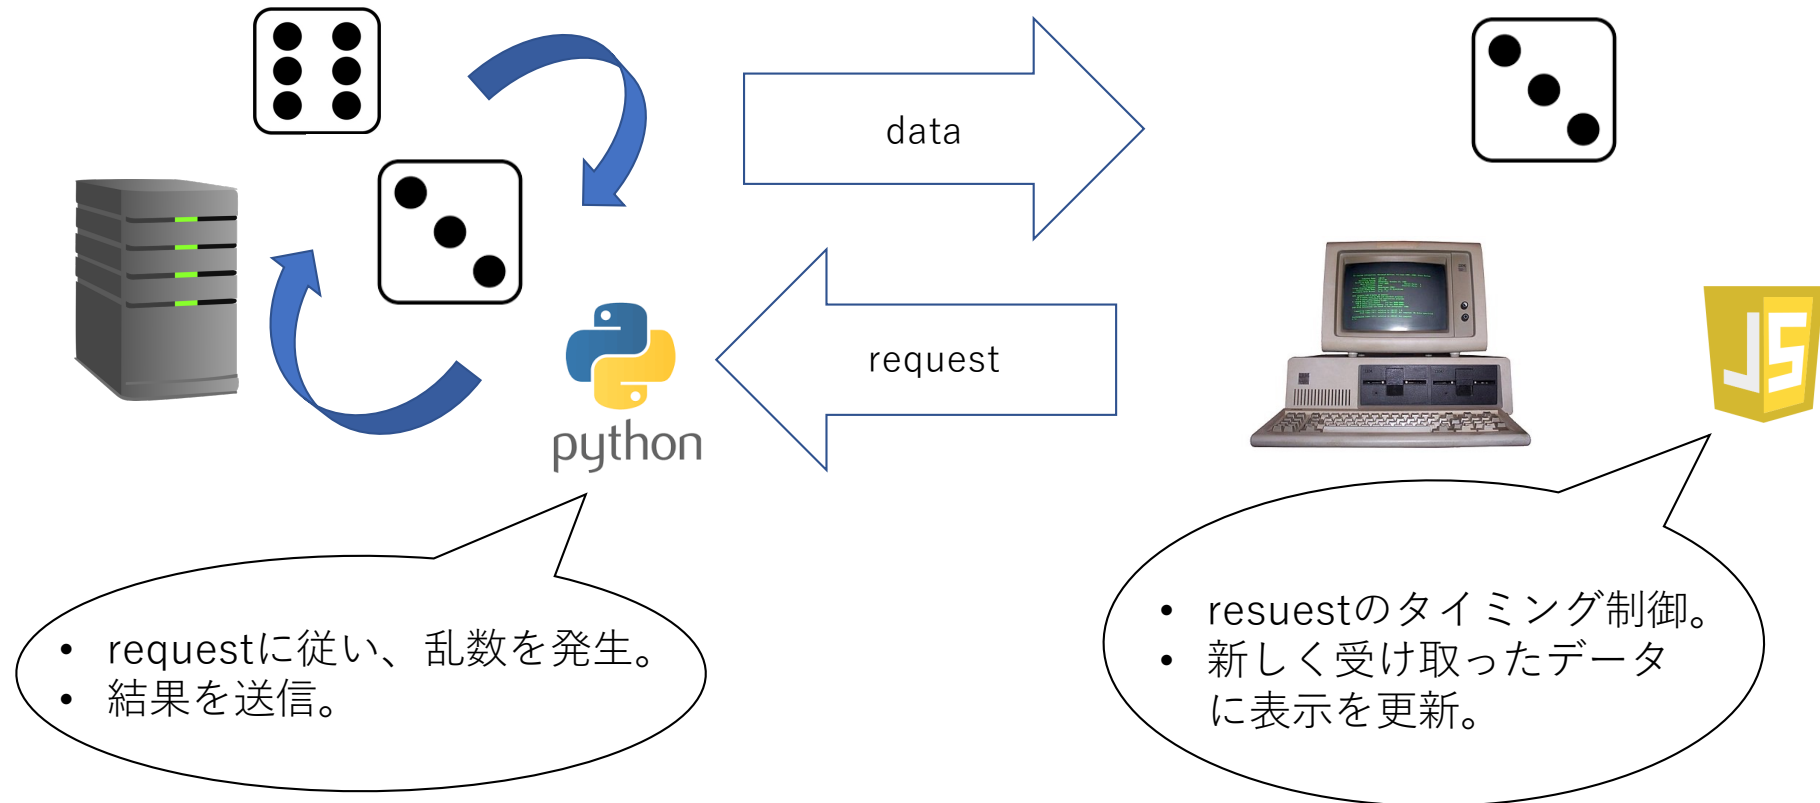 data
request
python
JS
• requestに従い、乱数を発生。
• 結果を送信。
• resuestのタイミング制御。
• 新しく受け取ったデータ
に表示を更新。